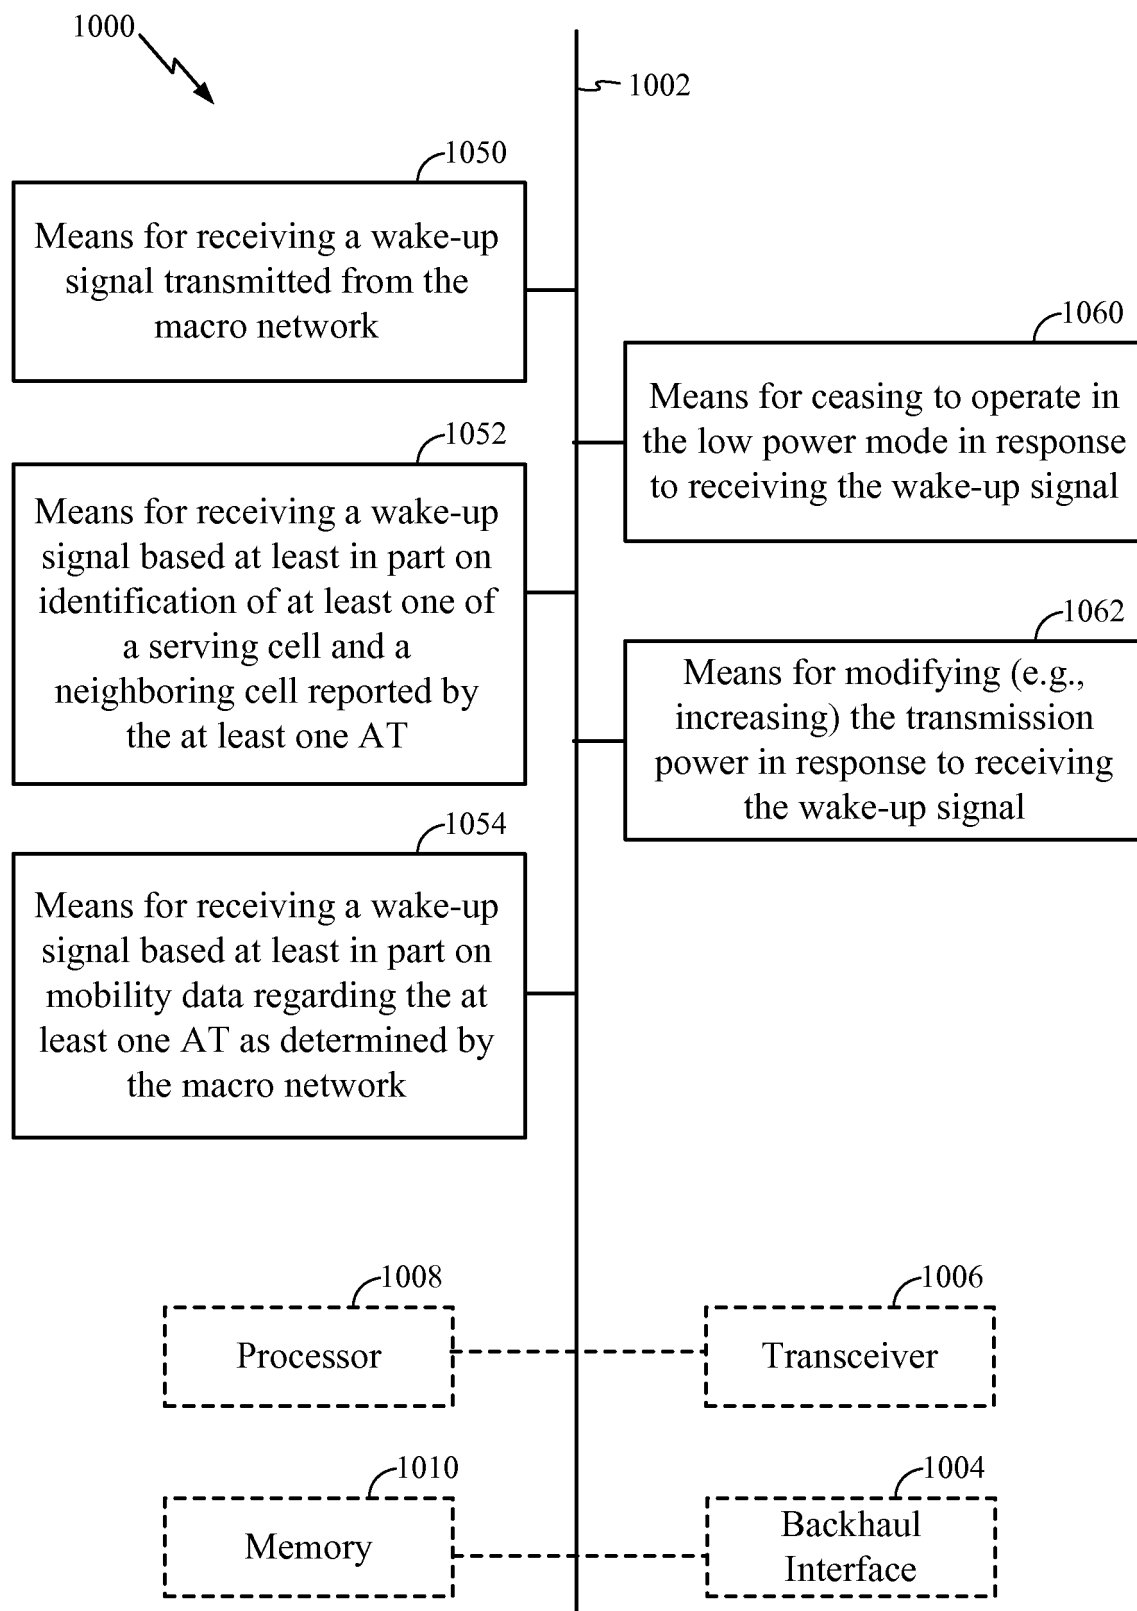 1000
1002
1050
Means for receiving a wake-up
signal transmitted from the
macro network
1060
Means for ceasing to operate in
the low power mode in response
to receiving the wake-up signal
1052
Means for receiving a wake-up
signal based at least in part on
identification of at least one of
a serving cell and a
neighboring cell reported by
the at least one AT
1062
Means for modifying (e.g.,
increasing) the transmission
power in response to receiving
the wake-up signal
1054
Means for receiving a wake-up
signal based at least in part on
mobility data regarding the at
least one AT as determined by
the macro network
1008
Processor
1006
Transceiver
1010
Memory
1004
Backhaul
Interface